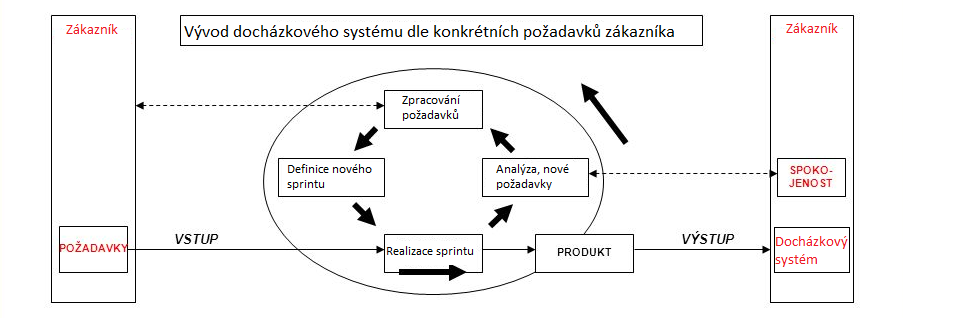 Vývod docházkového systému dle konkrétních požadavků zákazníka
Zákazník
Zákazník
Zpracování
požadavků
Definice nového
sprintu
Analýza, nové
požadavky
SPOKO-
JENOST
POŽADAVKY
VSTUP
Realizace sprintu
PRODUKT
VÝSTUP
Docházkový
systém